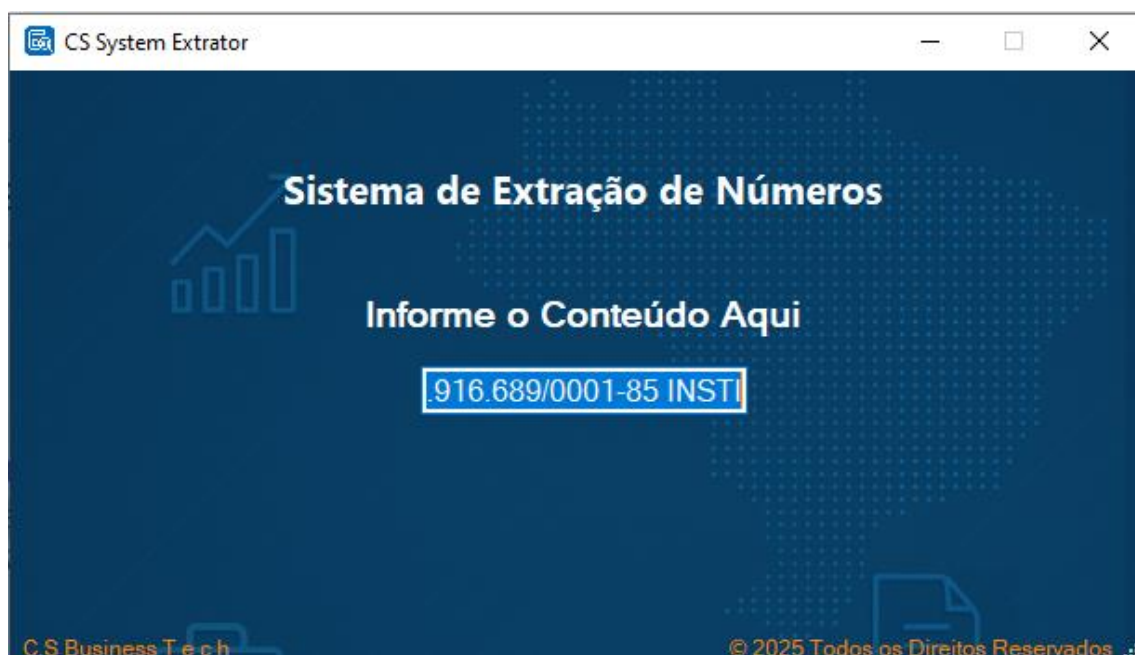 CS System Extrator
Sistema de Extração de Números
Informe o Conteúdo Aqui
.916.689/0001-85 INSTI
C S Business T e c h
© 2025 Todos os Direitos Reservados